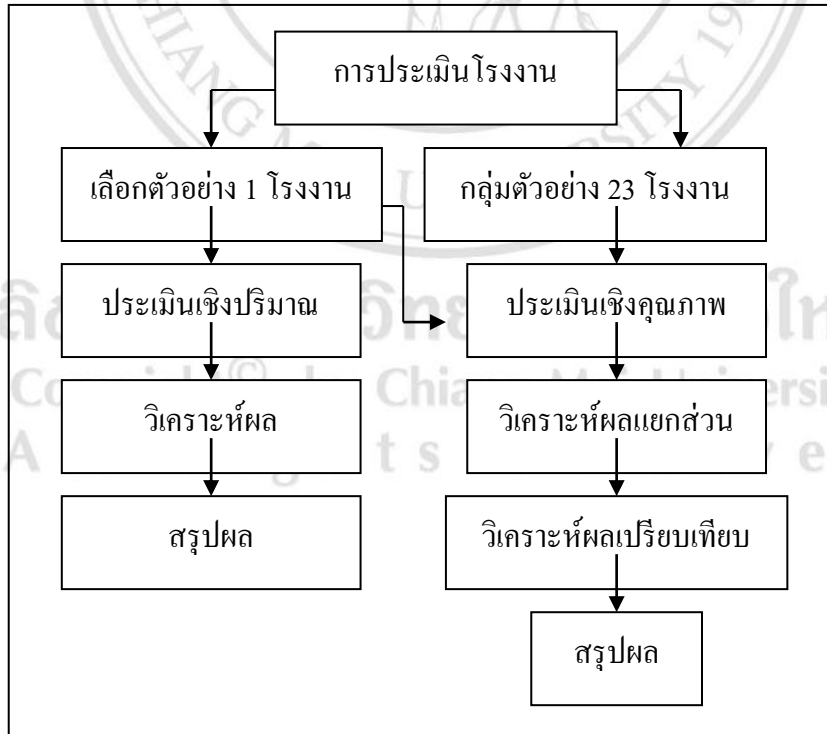 การประเมินโรงงาน
เลือกตัวอย่าง 1 โรงงาน
กลุ่มตัวอย่าง 23 โรงงาน
ประเมินเชิงปริมาณ
ประเมินเชิงคุณภาพ
วิเคราะห์ผล
วิเคราะห์ผลแยกส่วน
สรุปผล
วิเคราะห์ผลเปรียบเทียบ
สรุปผล